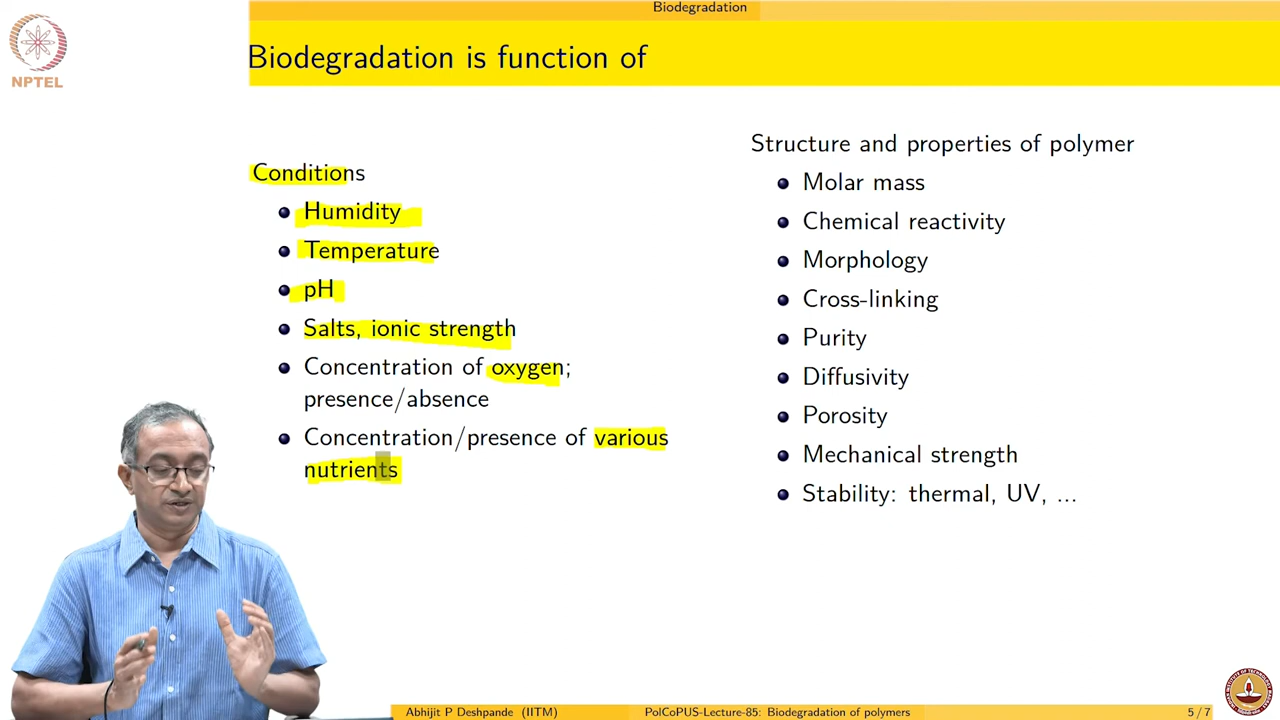 Biodegradation
NPTEL
Biodegradation is function of
Conditions
Humidity
Temperature
pH
Salts, ionic strength
Concentration of oxygen;
presence/absence
Concentration/presence of various
nutrients
Structure and properties of polymer
Molar mass
Chemical reactivity
Morphology
Cross-linking
Purity
Diffusivity
Porosity
Mechanical strength
Stability: thermal, UV, ...
Abhijit P Deshpande (IITM)
PolCoPUS-Lecture-85: Biodegradation of polymers
5/7